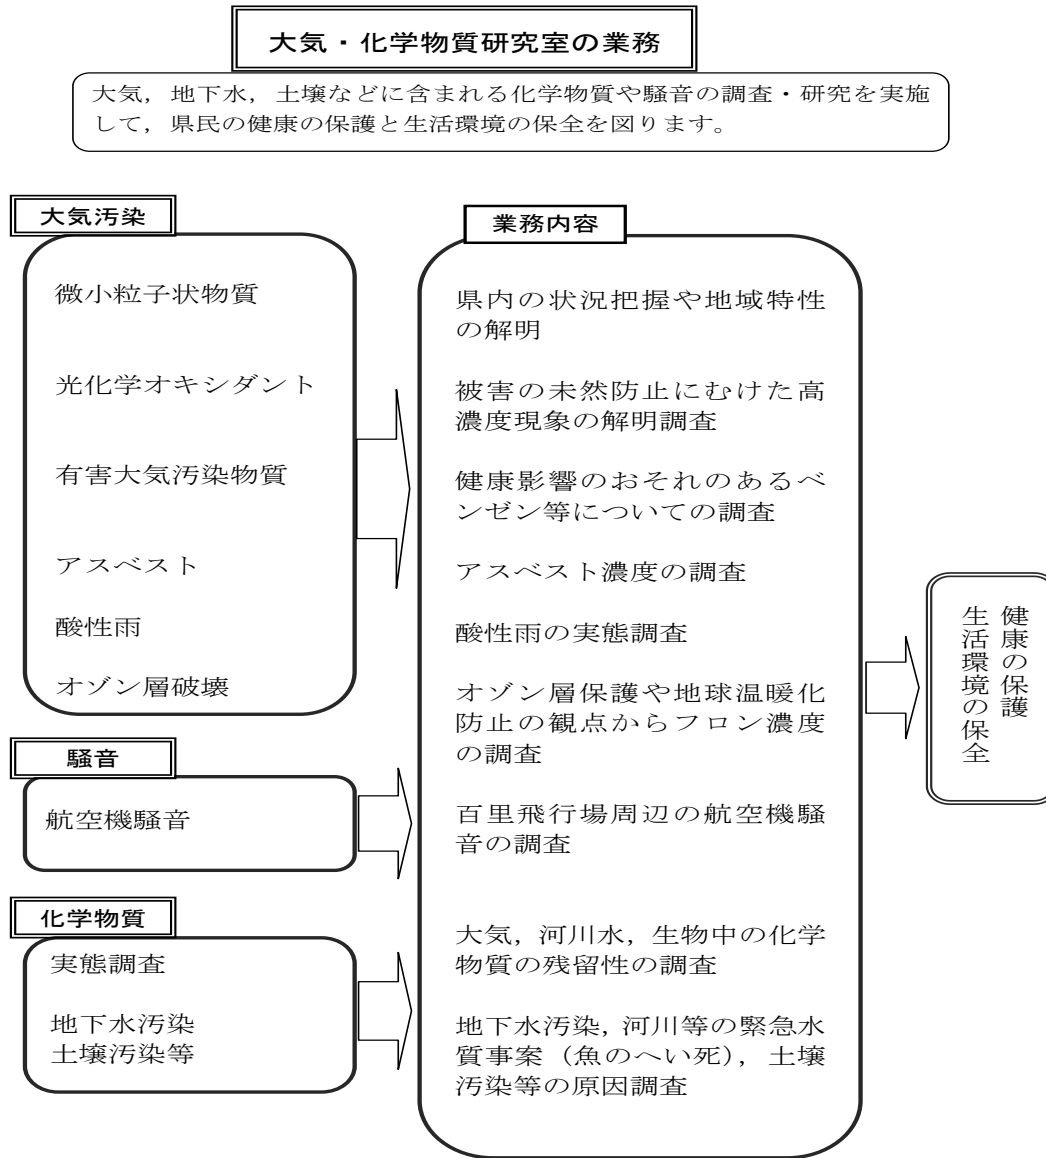 大気・化学物質研究室の業務
大気，地下水，土壌などに含まれる化学物質や騒音の調査・研究を実施
して，県民の健康の保護と生活環境の保全を図ります。
大気汚染
微小粒子状物質
光化学オキシダント
有害大気汚染物質
アスベスト
酸性雨
オゾン層破壊
騒音
航空機騒音
化学物質
実態調査
地下水汚染
土壌汚染等
業務内容
県内の状況把握や地域特性
の解明
被害の未然防止にむけた高
濃度現象の解明調査
健康影響のおそれのあるベ
ンゼン等についての調査
アスベスト濃度の調査
酸性雨の実態調査
オゾン層保護や地球温暖化
防止の観点からフロン濃度
の調査
百里飛行場周辺の航空機騒
音の調査
大気，河川水，生物中の化学
物質の残留性の調査
地下水汚染，河川等の緊急水
質事案（魚のへい死），土壌
汚染等の原因調査
健康の保護
生活環境の保全